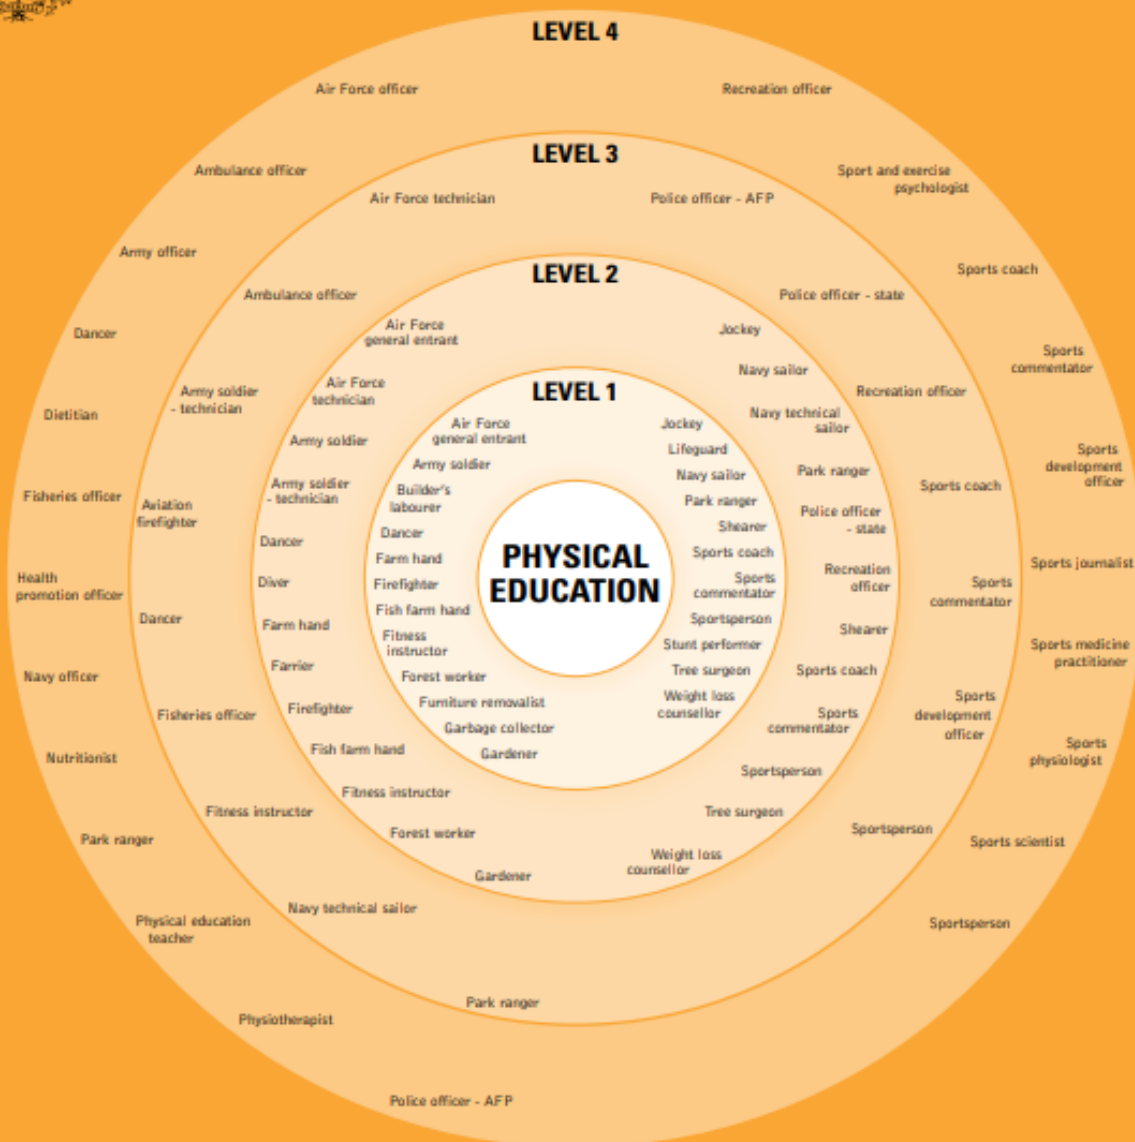 LEVEL 4
Air Force officer
Ambulance officer
Army officer
Dancer
Dietitian
Fisheries officer
Health
promotion officer
Navy officer
Nutritionist
Park ranger
Physical education
teacher
Physiotherapist
Police officer - AFP
Recreation officer
Sport and exercise
psychologist
Sports coach
Sports
commentator
Sports
development
officer
Sports journalist
Sports medicine
practitioner
Sports
physiologist
Sports scientist
Sportsperson
LEVEL 3
Air Force technician
Ambulance officer
Army soldier
- technician
Aviation
firefighter
Dancer
Fisheries officer
Fitness instructor
Navy technical sailor
Park ranger
Police officer - AFP
Police officer - state
Recreation officer
Sports coach
Sports
commentator
Sports
development
officer
Sportsperson
LEVEL 2
Air Force
general entrant
Air Force
technician
Army soldier
Army soldier
- technician
Dancer
Diver
Farm hand
Farrier
Firefighter
Fish farm hand
Fitness instructor
Forest worker
Gardener
Jockey
Navy sailor
Navy technical
sailor
Park ranger
Police officer
- state
Recreation
officer
Shearer
Sports coach
Sports
commentator
Sportsperson
Tree surgeon
Weight loss
counsellor
LEVEL 1
Air Force
general entrant
Army soldier
Builder's
labourer
Dancer
Farm hand
Firefighter
Fish farm hand
Fitness
instructor
Forest worker
Furniture removalist
Garbage collector
Gardener
Jockey
Lifeguard
Navy sailor
Park ranger
Shearer
Sports coach
Sports
commentator
Sportsperson
Stunt performer
Tree surgeon
Weight loss
counsellor
PHYSICAL
EDUCATION